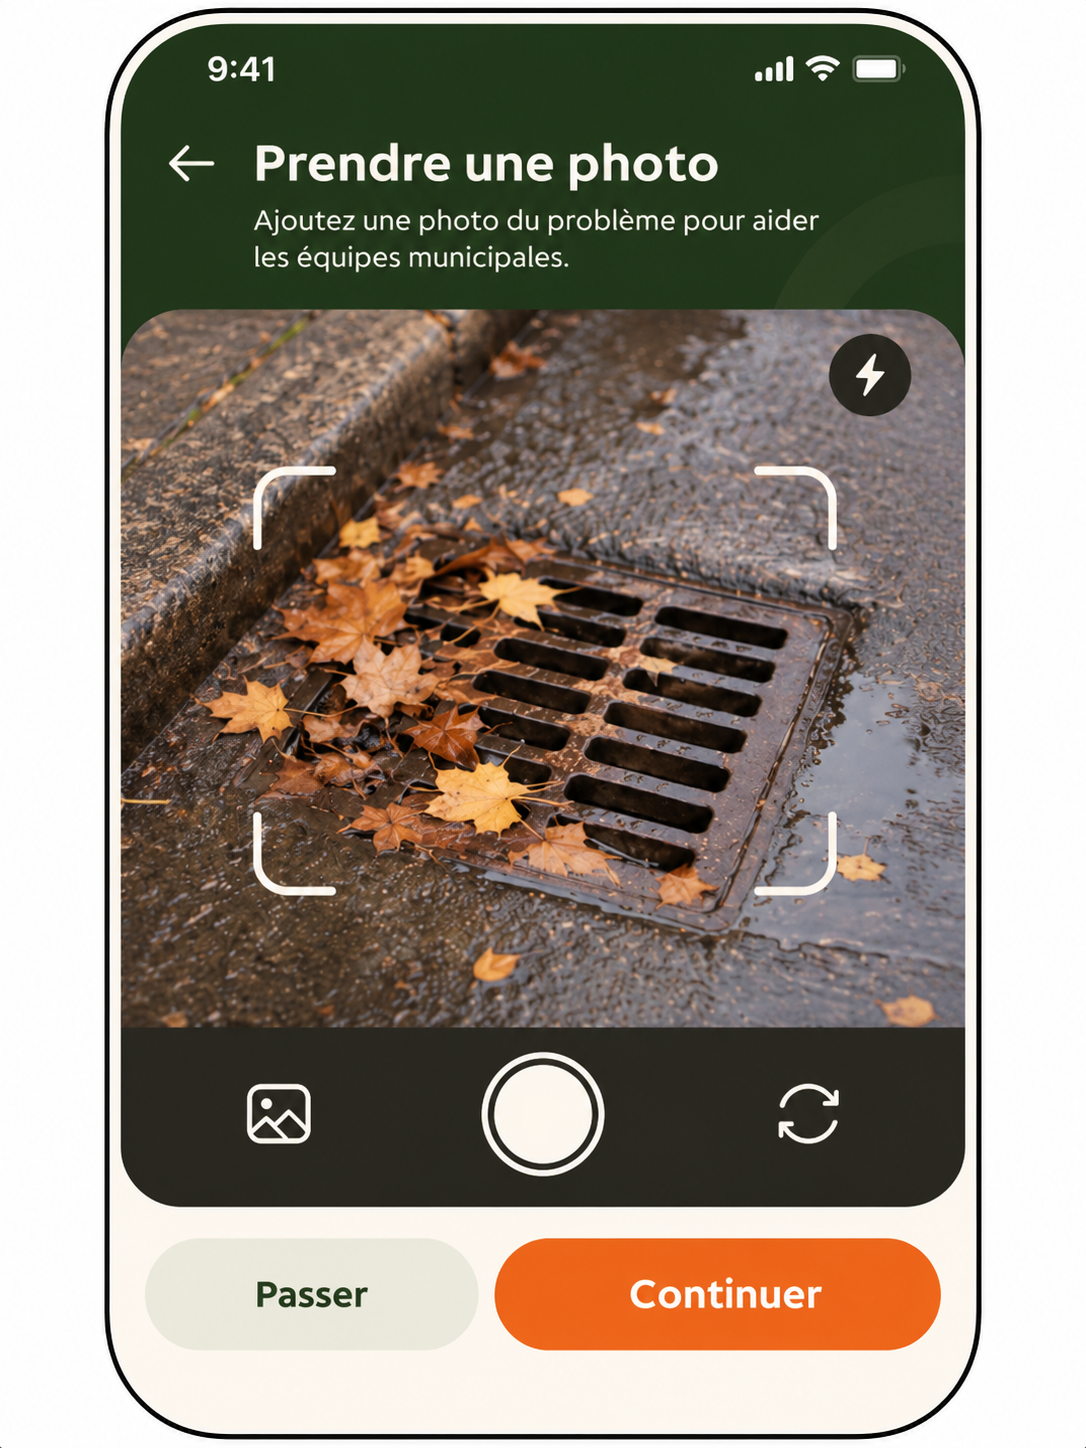 9:41
Prendre une photo
Ajoutez une photo du problème pour aider
les équipes municipales.
Passer
Continuer